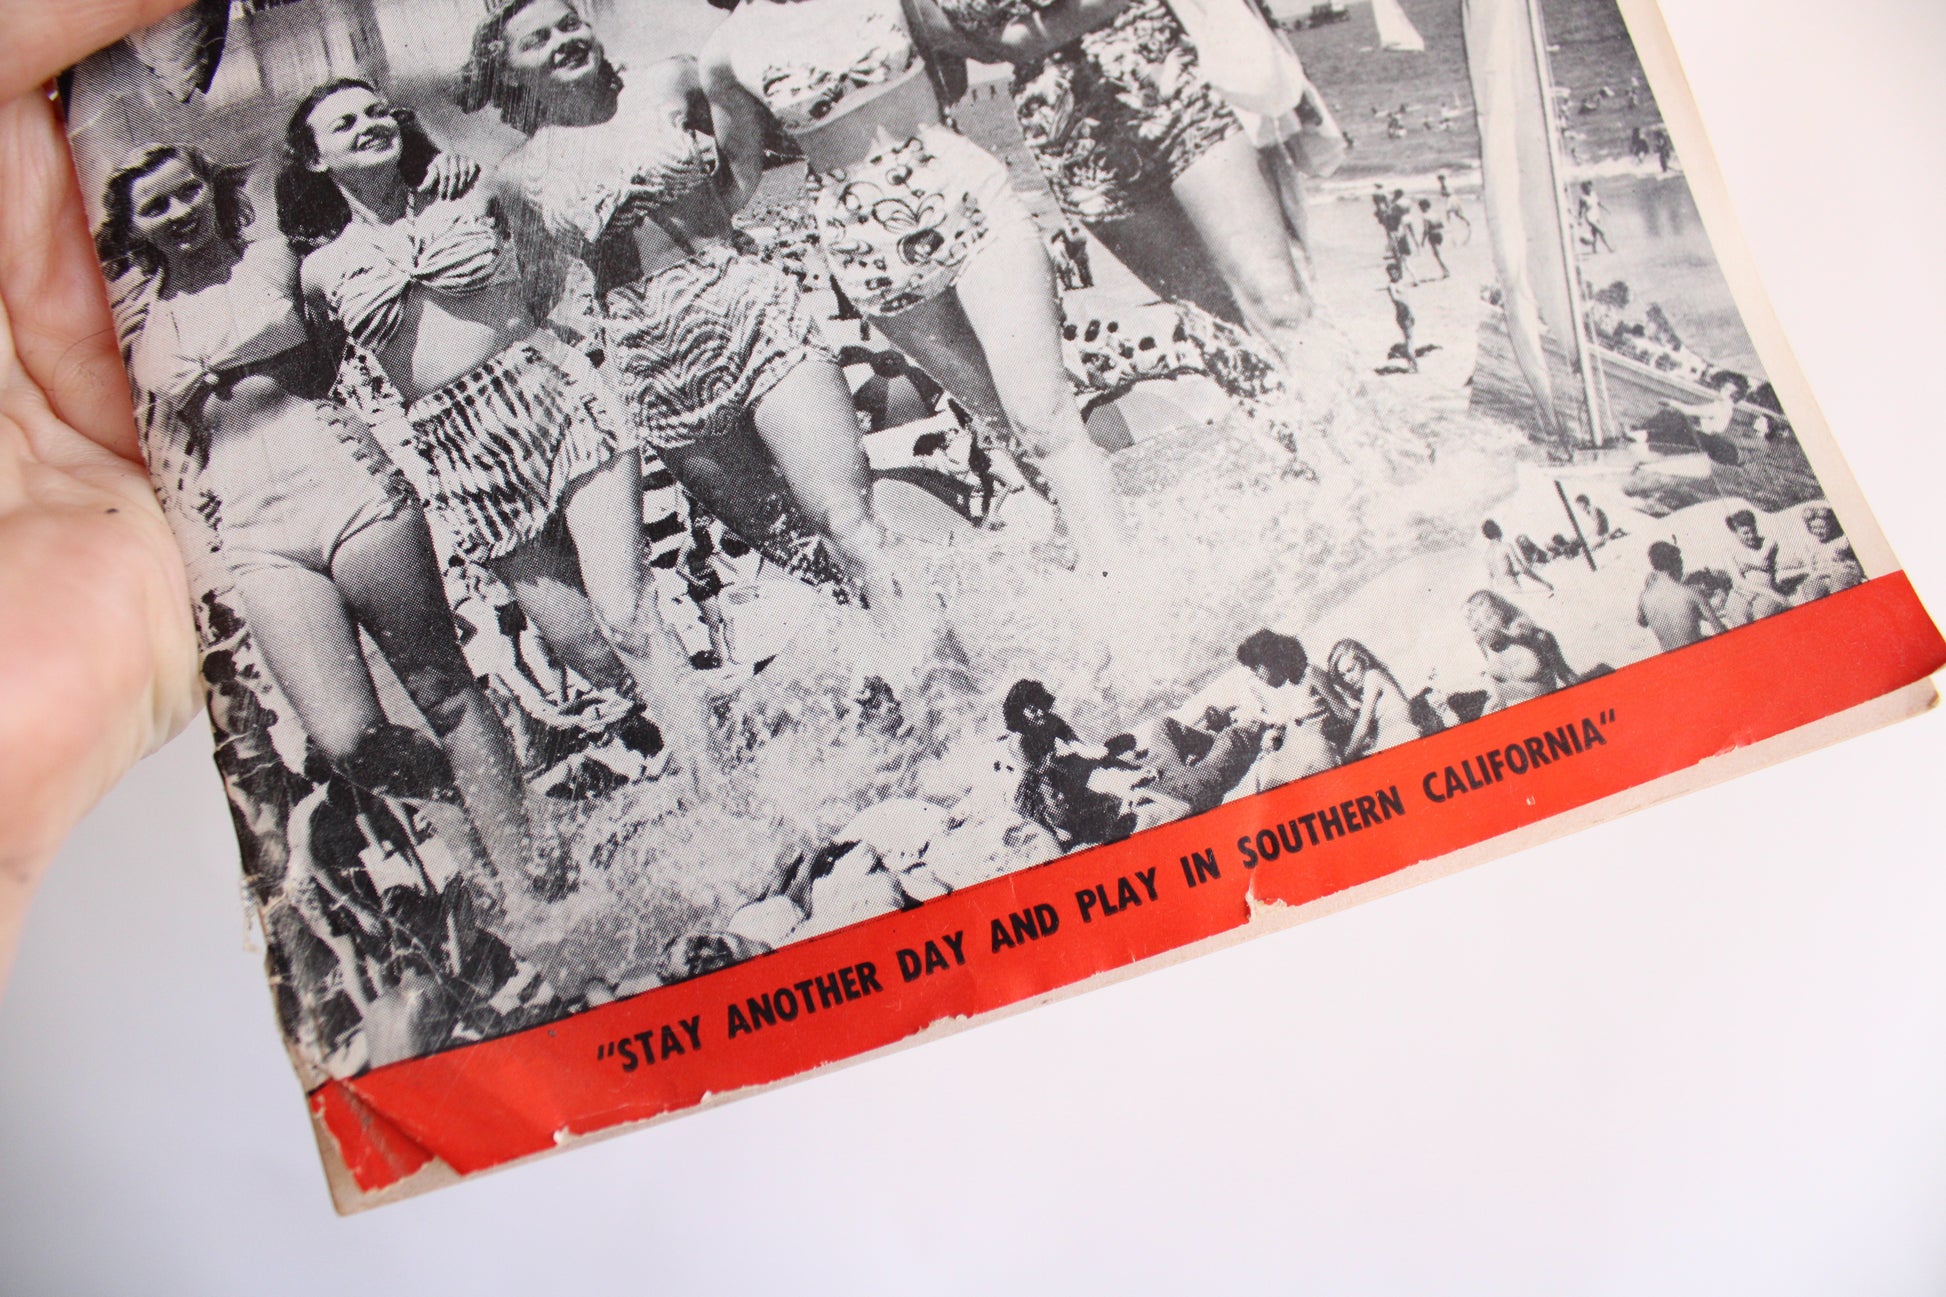 "STAY ANOTHER DAY AND PLAY IN SOUTHERN CALIFORNIA"